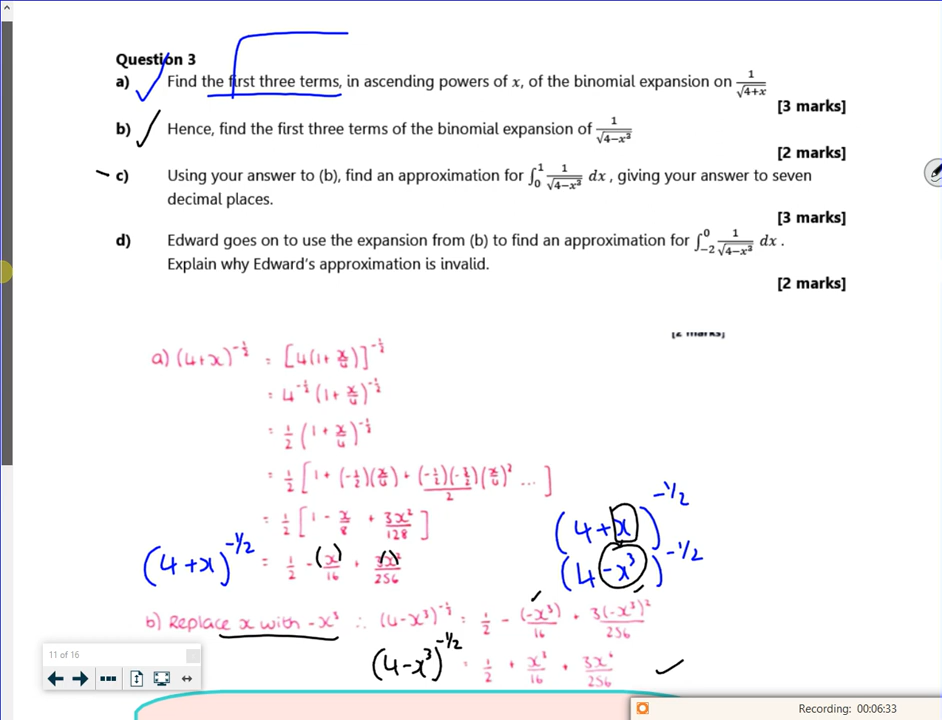 Question 3
a) Find the first three terms, in ascending powers of x, of the binomial expansion on 1/√(4+x)
[3 marks]
b) Hence, find the first three terms of the binomial expansion of 1/√(4−x³)
[2 marks]
c) Using your answer to (b), find an approximation for ∫₀¹ 1/√(4−x³) dx , giving your answer to seven
decimal places.
[3 marks]
d) Edward goes on to use the expansion from (b) to find an approximation for ∫₋₂⁰ 1/√(4−x³) dx .
Explain why Edward's approximation is invalid.
[2 marks]
a) (4+x)^(-1/2) = [4(1+x/4)]^(-1/2)
= 4^(-1/2) (1+x/4)^(-1/2)
= 1/2 (1+x/4)^(-1/2)
= 1/2 [1 + (-1/2)(x/4) + (-1/2)(-3/2)/2 (x/4)² ...]
= 1/2 [1 - x/8 + 3x²/128]
(4+x)^(-1/2)
(4+x)^(-1/2) = 1/2 - (x)/16 + 3x²/256
(4-x³)^(-1/2)
b) Replace x with -x³ ∴ (4-x³)^(-1/2) = 1/2 - (-x³)/16 + 3(-x³)²/256
(4-x³)^(-1/2) = 1/2 + x³/16 + 3x⁶/256
11 of 16
Recording: 00:06:33